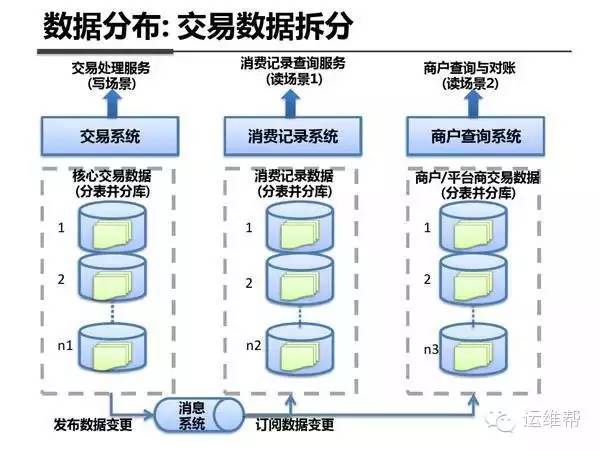 数据分布: 交易数据拆分
交易处理服务
(写场景)
消费记录查询服务
(读场景1)
商户查询与对账
(读场景2)
交易系统
消费记录系统
商户查询系统
核心交易数据
(分表并分库)
消费记录数据
(分表并分库)
商户/平台商交易数据
(分表并分库)
1
2
n1
1
2
n2
1
2
n3
发布数据变更
消息
系统
订阅数据变更
运维帮